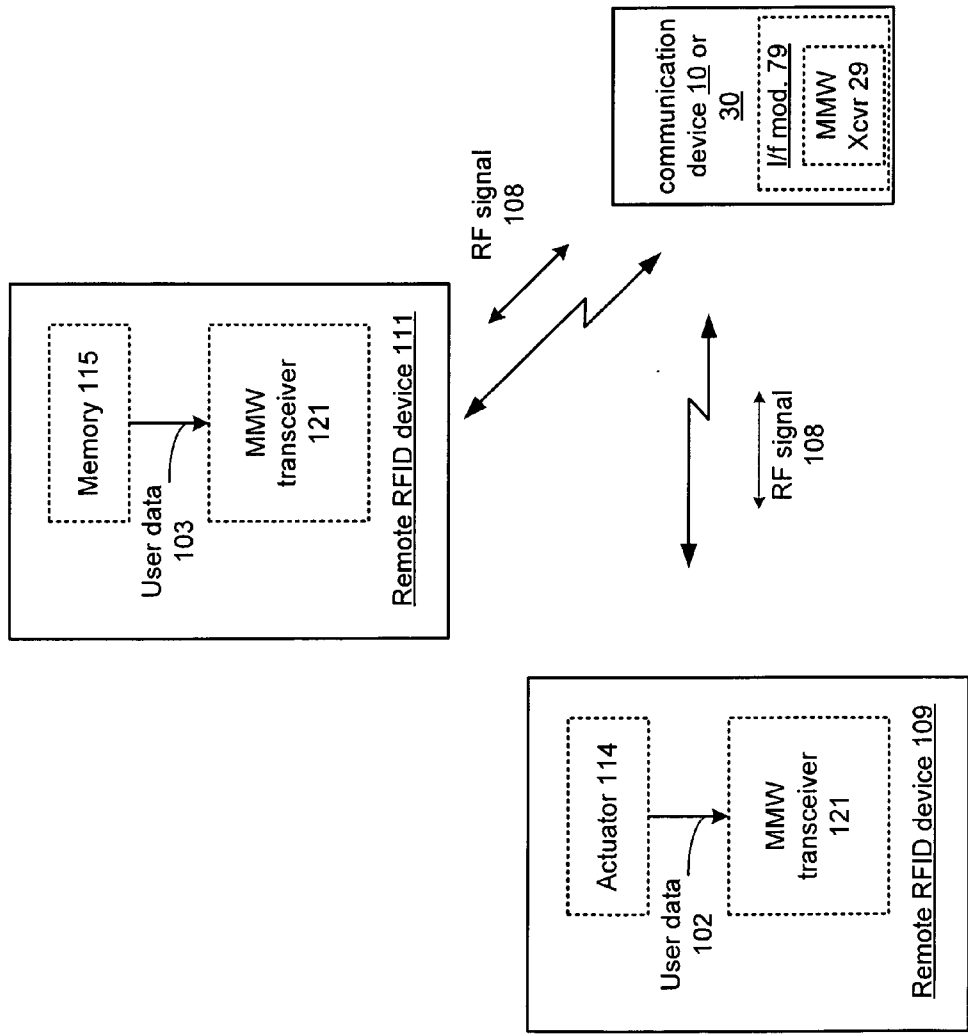 Memory 115
User data
103
MMW
transceiver
121
Remote RFID device 111
RF signal
108
communication
device 10 or
30
I/f mod. 79
MMW
Xcvr 29
Actuator 114
User data
102
MMW
transceiver
121
Remote RFID device 109
RF signal
108